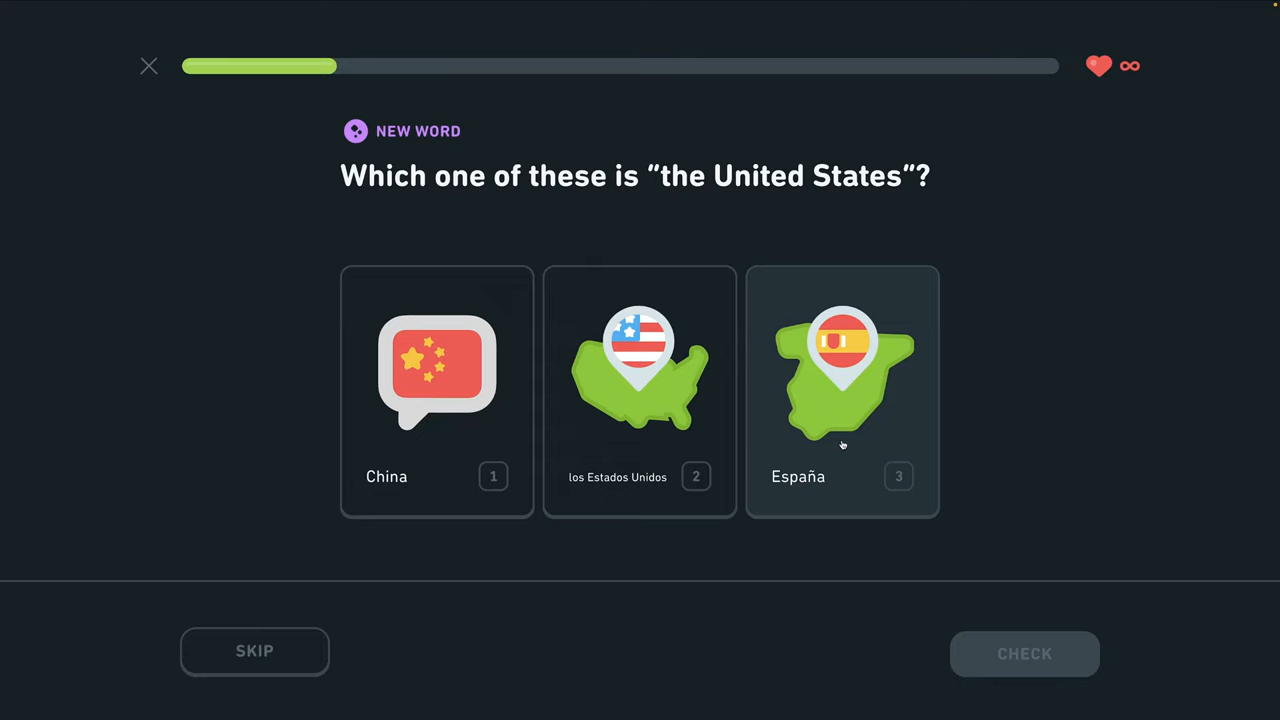 NEW WORD
Which one of these is “the United States”?
China 1
los Estados Unidos 2
España 3
SKIP
CHECK